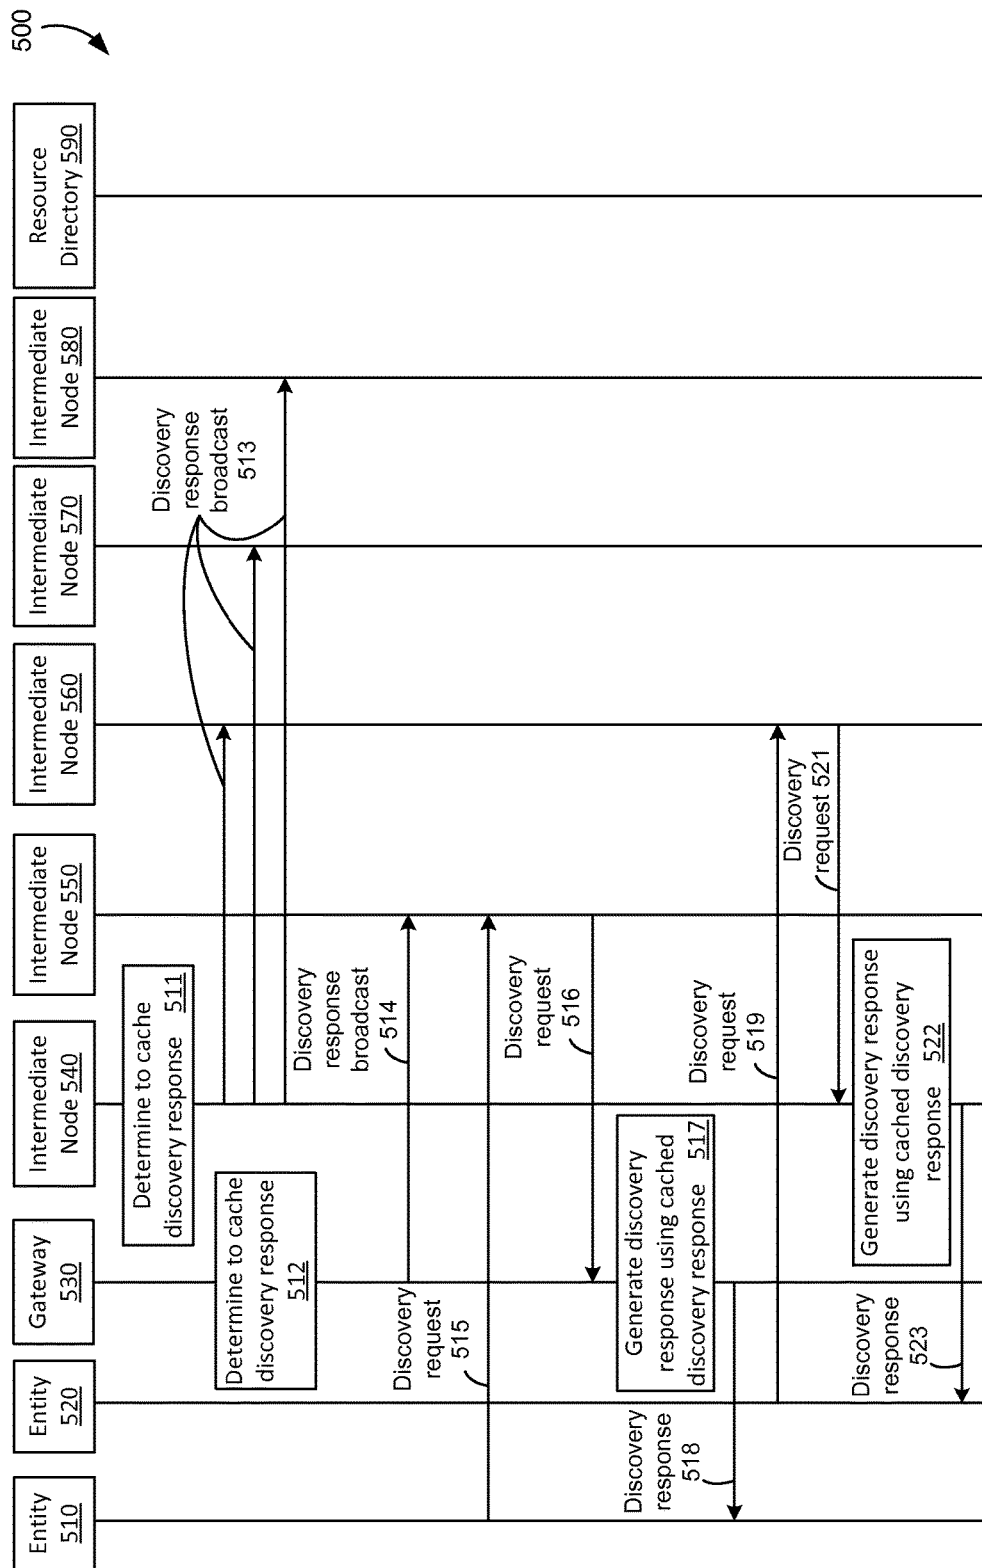 500
Entity
510
Entity
520
Gateway
530
Intermediate
Node 540
Intermediate
Node 550
Intermediate
Node 560
Intermediate
Node 570
Intermediate
Node 580
Resource
Directory 590
Determine to cache
discovery response 511
Determine to cache
discovery response
512
Discovery
response
broadcast
513
Discovery
response
broadcast
514
Discovery
request
515
Discovery
request
516
Generate discovery
response using cached
discovery response 517
Discovery
response
518
Discovery
request
519
Discovery
request 521
Generate discovery response
using cached discovery
response 522
Discovery
response
523